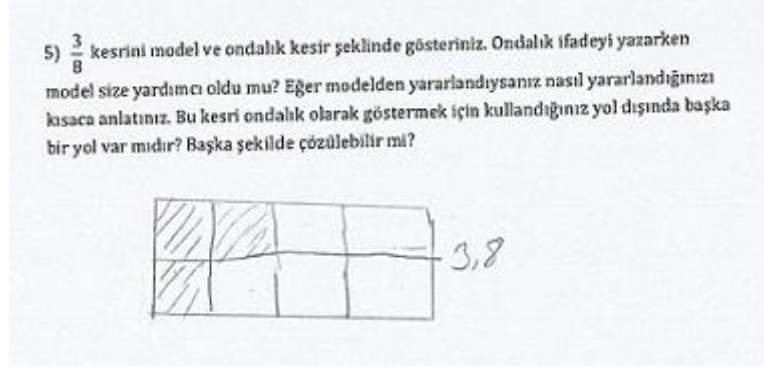 5) 3/8 kesrini model ve ondalık kesir şeklinde gösteriniz. Ondalık ifadeyi yazarken
model size yardımcı oldu mu? Eğer modelden yararlandıysanız nasıl yararlandığınızı
kısaca anlatınız. Bu kesri ondalık olarak göstermek için kullandığınız yol dışında başka
bir yol var mıdır? Başka şekilde çözülebilir mi?
3,8